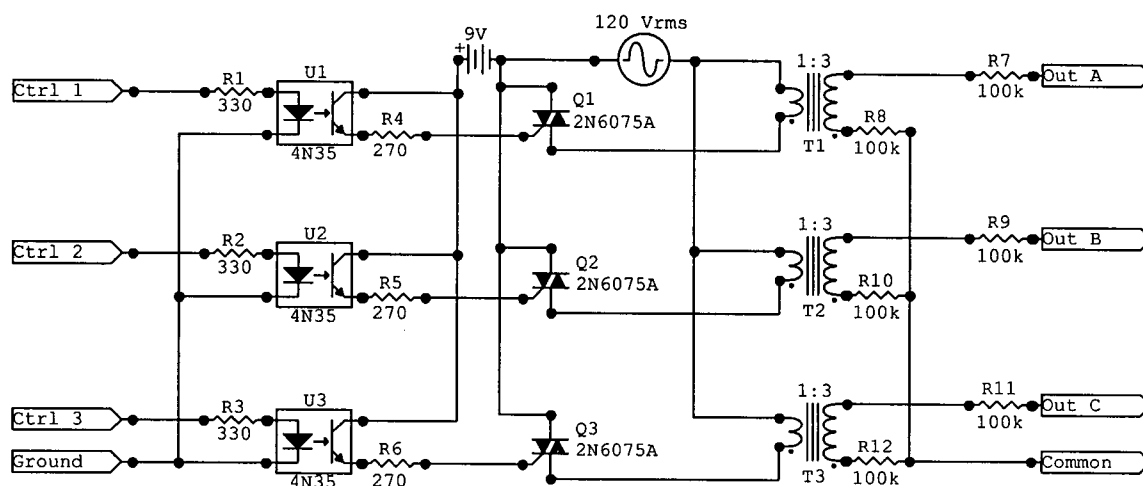 120 Vrms
9V
+
U1
1:3
R7
Ctrl 1
R1
330
Q1
2N6075A
Out A
100k
R4
270
4N35
R8
100k
T1
U2
1:3
R9
Ctrl 2
R2
330
Q2
2N6075A
Out B
100k
R5
270
4N35
R10
100k
T2
U3
1:3
R11
Ctrl 3
R3
330
Q3
2N6075A
Out C
100k
Ground
R6
270
4N35
R12
100k
T3
Common